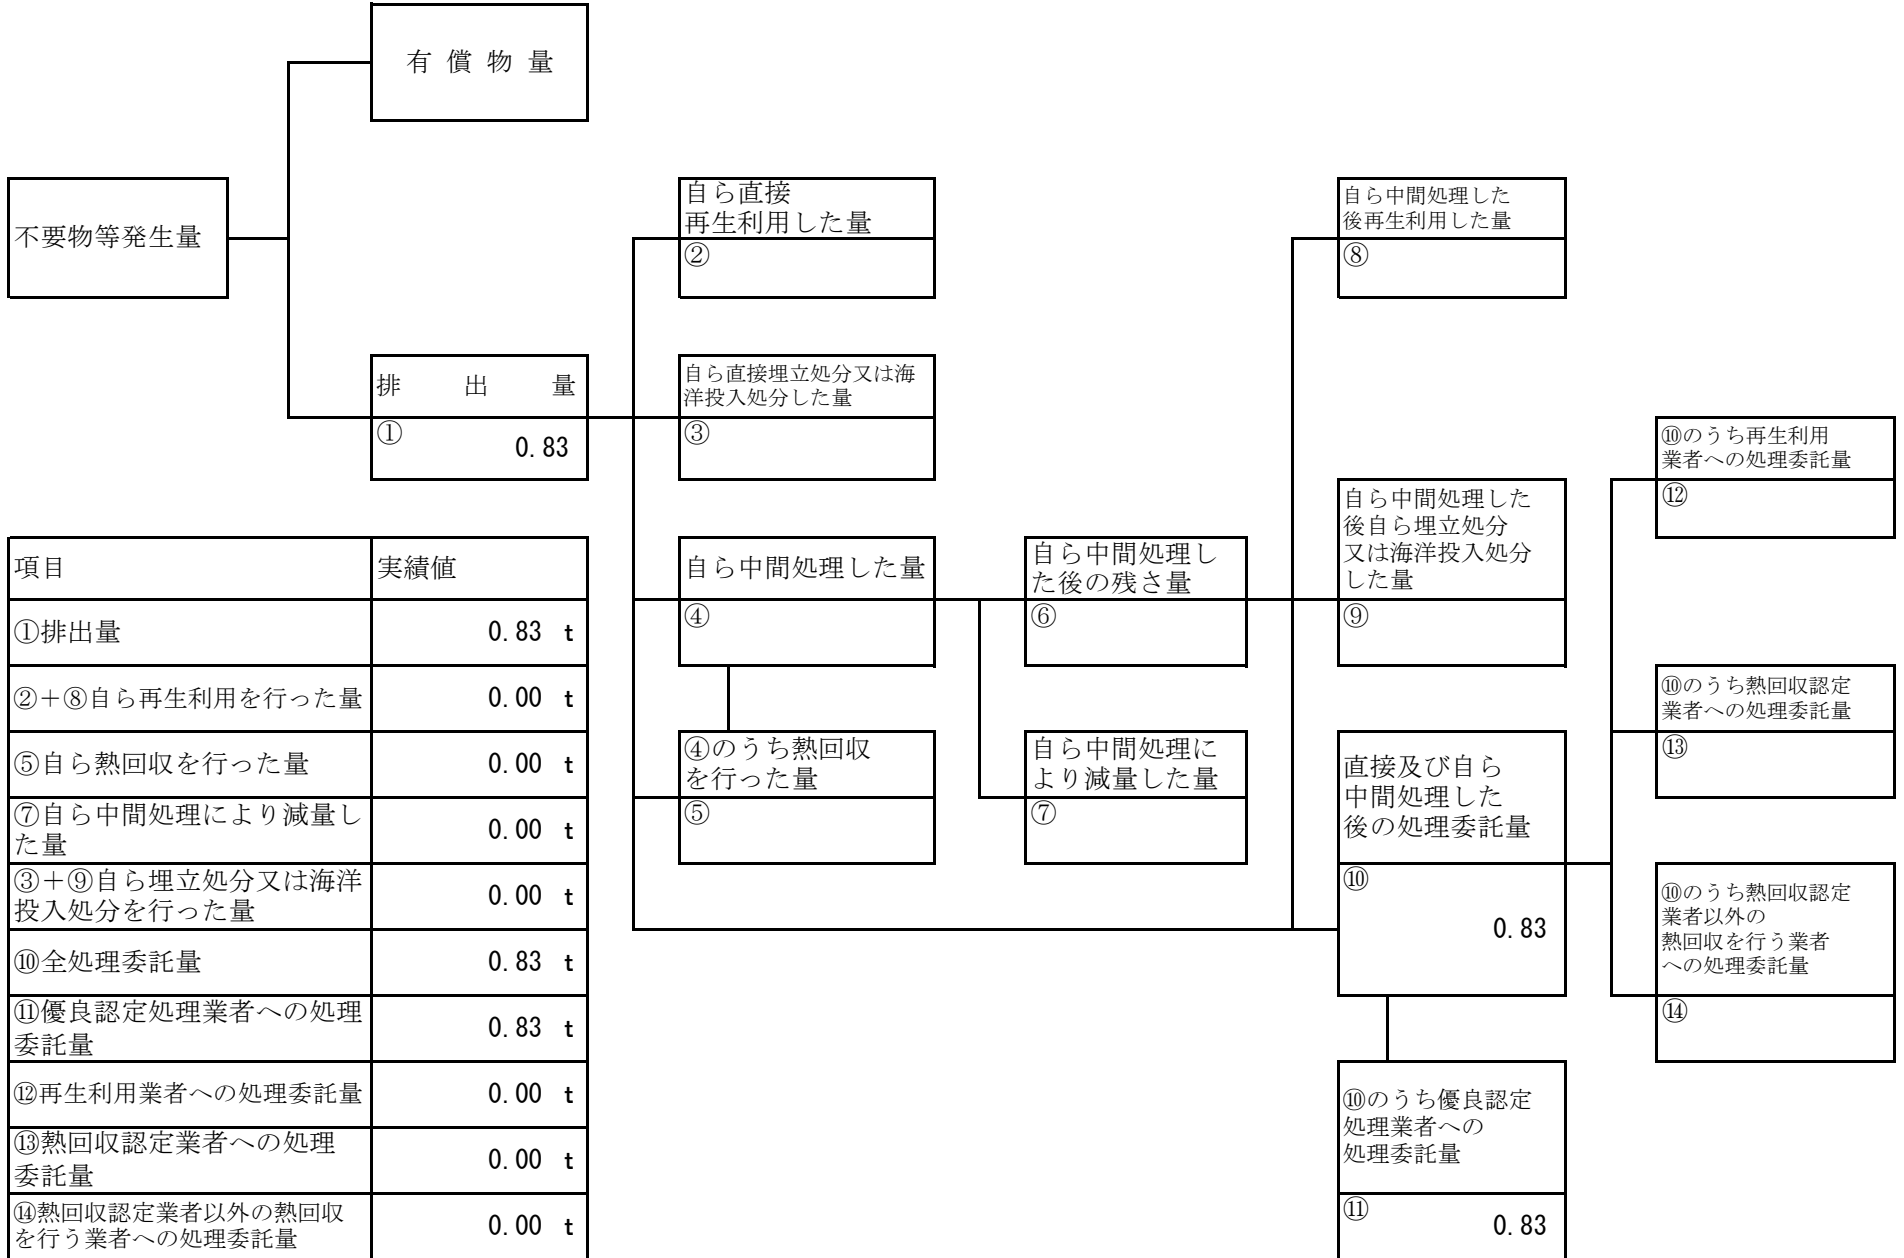 有 償 物 量
不要物等発生量
自ら直接
再生利用した量
②
自ら中間処理した
後再生利用した量
⑧
排 出 量
①
0.83
自ら直接埋立処分又は海
洋投入処分した量
③
⑩のうち再生利用
業者への処理委託量
⑫
自ら中間処理した量
④
自ら中間処理し
た後の残さ量
⑥
自ら中間処理した
後自ら埋立処分
又は海洋投入処分
した量
⑨
⑩のうち熱回収認定
業者への処理委託量
⑬
④のうち熱回収
を行った量
⑤
自ら中間処理に
より減量した量
⑦
直接及び自ら
中間処理した
後の処理委託量
⑩
0.83
⑩のうち熱回収認定
業者以外の
熱回収を行う業者
への処理委託量
⑭
⑩のうち優良認定
処理業者への
処理委託量
⑪
0.83
項目 実績値
①排出量 0.83 t
②+⑧自ら再生利用を行った量 0.00 t
⑤自ら熱回収を行った量 0.00 t
⑦自ら中間処理により減量し
た量 0.00 t
③+⑨自ら埋立処分又は海洋
投入処分を行った量 0.00 t
⑩全処理委託量 0.83 t
⑪優良認定処理業者への処理
委託量 0.83 t
⑫再生利用業者への処理委託量 0.00 t
⑬熱回収認定業者への処理
委託量 0.00 t
⑭熱回収認定業者以外の熱回収
を行う業者への処理委託量 0.00 t